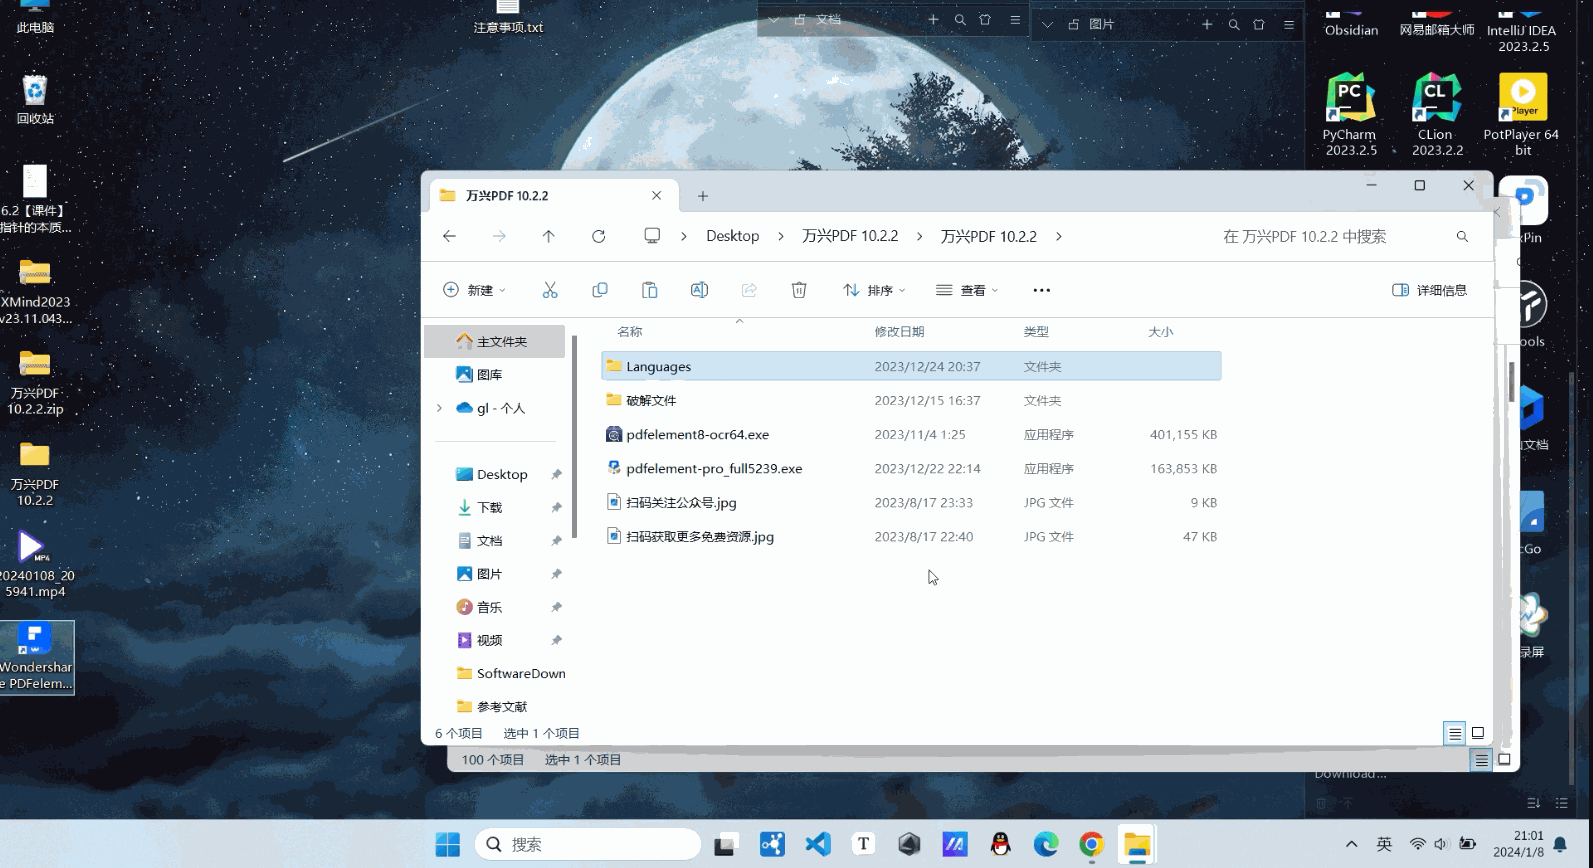 此电脑
注意事项.txt
文档
图片
Obsidian
网易邮箱大师
IntelliJ IDEA
2023.2.5
回收站
PC
CL
Player
PyCharm
2023.2.5
CLion
2023.2.2
PotPlayer 64
bit
6.2【课件】
指针的本质...
XMind2023
v23.11.043...
万兴PDF
10.2.2.zip
万兴PDF
10.2.2
MP4
20240108_20
5941.mp4
Wondershar
e PDFelem...
万兴PDF 10.2.2
Desktop
万兴PDF 10.2.2
万兴PDF 10.2.2
在 万兴PDF 10.2.2 中搜索
新建
排序
查看
详细信息
主文件夹
图库
gl - 个人
Desktop
下载
文档
图片
音乐
视频
SoftwareDown
参考文献
名称 修改日期 类型 大小
Languages 2023/12/24 20:37 文件夹
破解文件 2023/12/15 16:37 文件夹
pdfelement8-ocr64.exe 2023/11/4 1:25 应用程序 401,155 KB
pdfelement-pro_full5239.exe 2023/12/22 22:14 应用程序 163,853 KB
扫码关注公众号.jpg 2023/8/17 23:33 JPG 文件 9 KB
扫码获取更多免费资源.jpg 2023/8/17 22:40 JPG 文件 47 KB
6 个项目 选中 1 个项目
100 个项目 选中 1 个项目
Pin
ools
文档
Go
录屏
Download...
搜索
T
英
21:01
2024/1/8